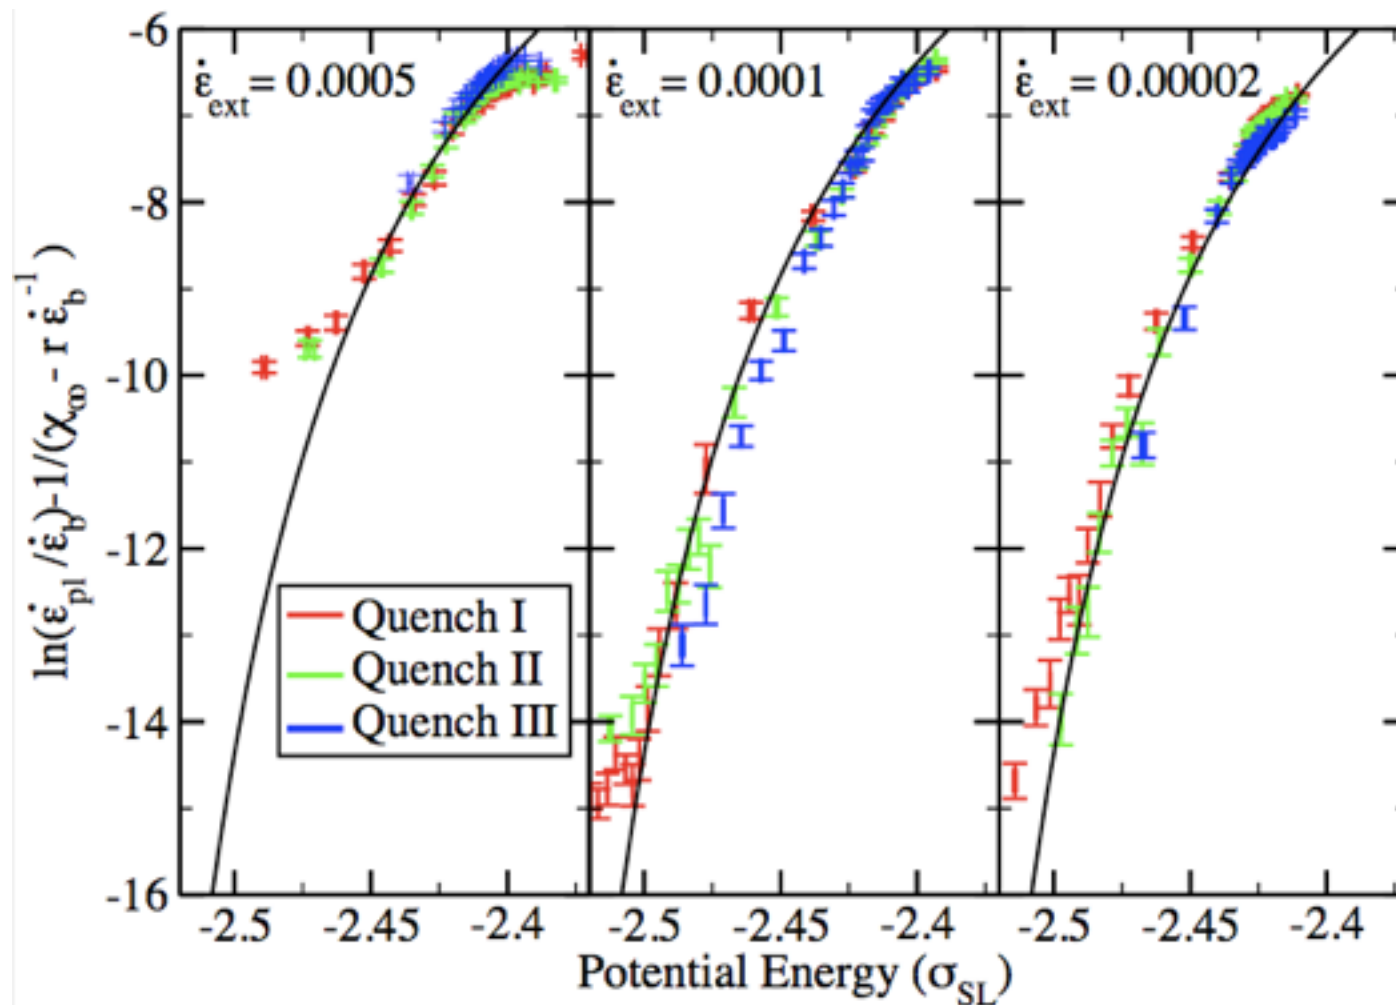 ε̇ext = 0.0005
ε̇ext = 0.0001
ε̇ext = 0.00002
-6
-8
-10
-12
-14
-16
ln(ε̇pl /ε̇b)-1/(χ∞ - r ε̇b-1)
Quench I
Quench II
Quench III
-2.5 -2.45 -2.4 -2.5 -2.45 -2.4 -2.5 -2.45 -2.4
Potential Energy (σSL)